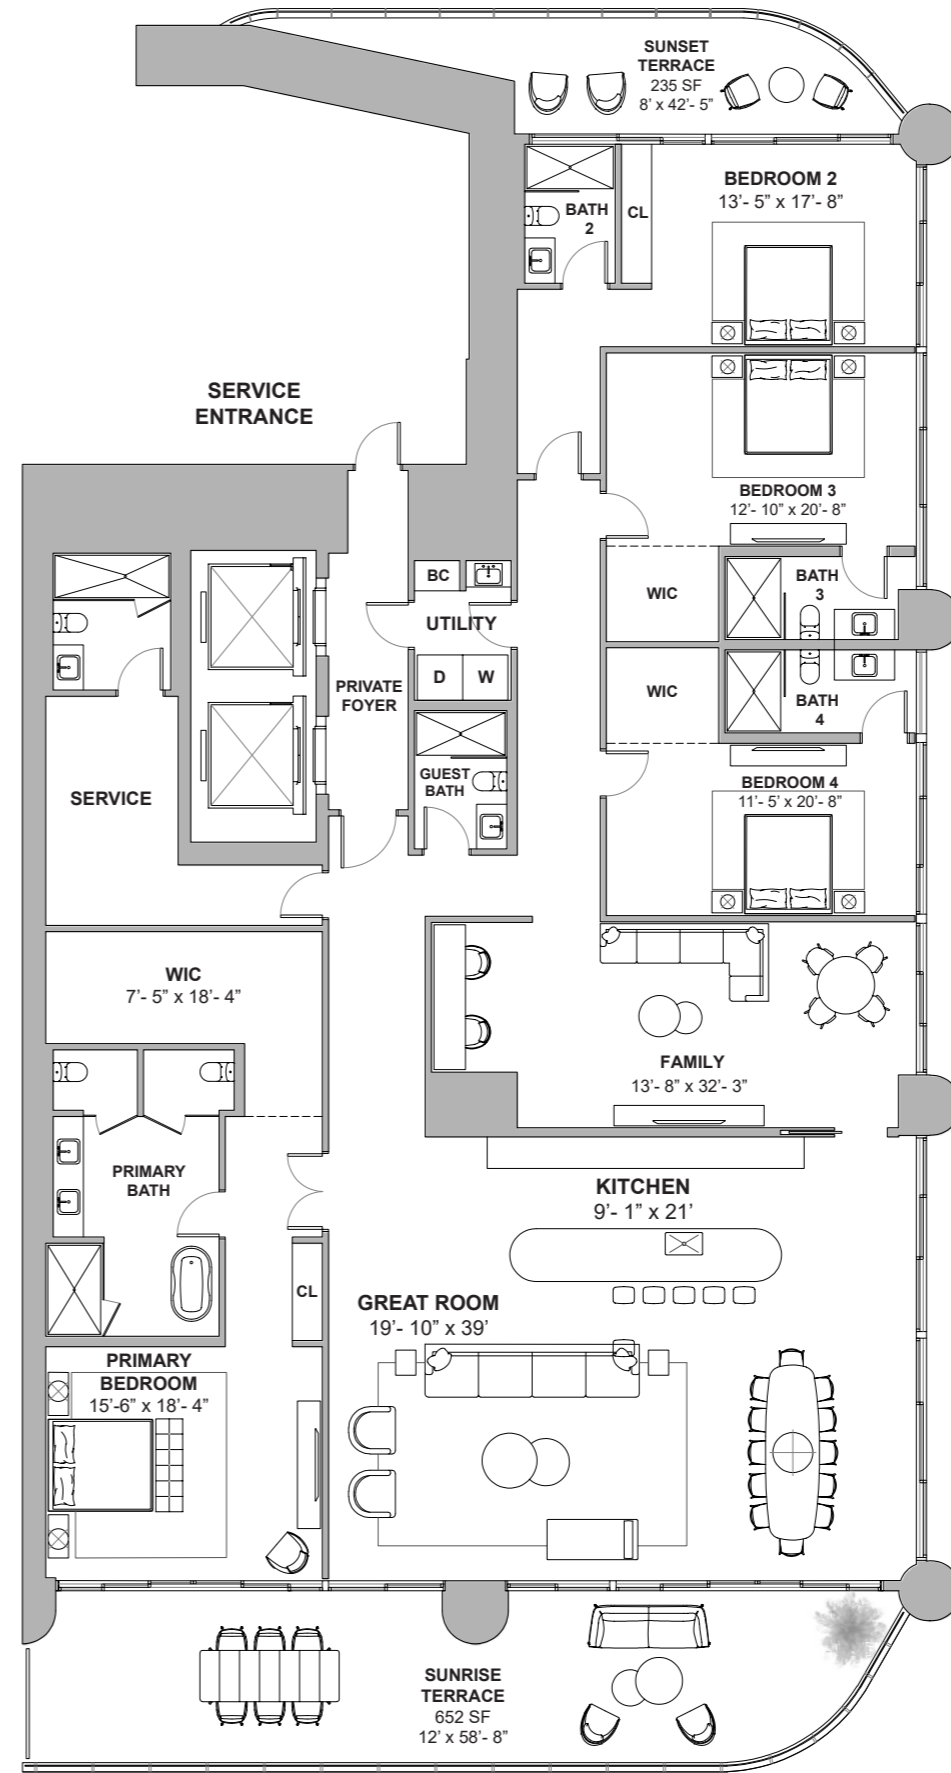 SUNSET
TERRACE
235 SF
8’ x 42’- 5”
BEDROOM 2
13’- 5” x 17’- 8”
BATH
2
CL
SERVICE
ENTRANCE
BEDROOM 3
12’- 10” x 20’- 8”
BC
UTILITY
D
W
WIC
BATH
3
WIC
BATH
4
PRIVATE
FOYER
GUEST
BATH
SERVICE
BEDROOM 4
11’- 5’ x 20’- 8”
WIC
7’- 5” x 18’- 4”
FAMILY
13’- 8” x 32’- 3”
PRIMARY
BATH
KITCHEN
9’- 1” x 21’
CL
GREAT ROOM
19’- 10” x 39’
PRIMARY
BEDROOM
15’-6” x 18’- 4”
SUNRISE
TERRACE
652 SF
12’ x 58’- 8”